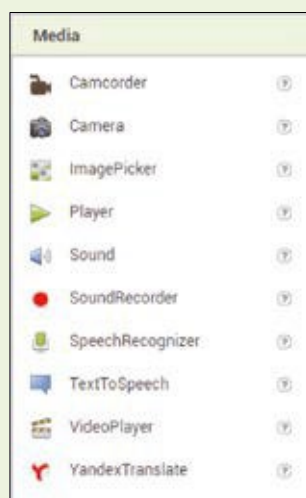 Media
Camcorder
Camera
ImagePicker
Player
Sound
SoundRecorder
SpeechRecognizer
TextToSpeech
VideoPlayer
YandexTranslate